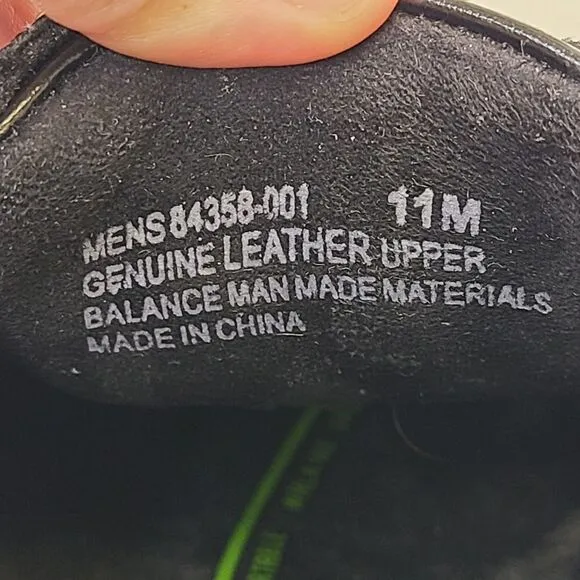 MENS 84358-001 11M
GENUINE LEATHER UPPER
BALANCE MAN MADE MATERIALS
MADE IN CHINA